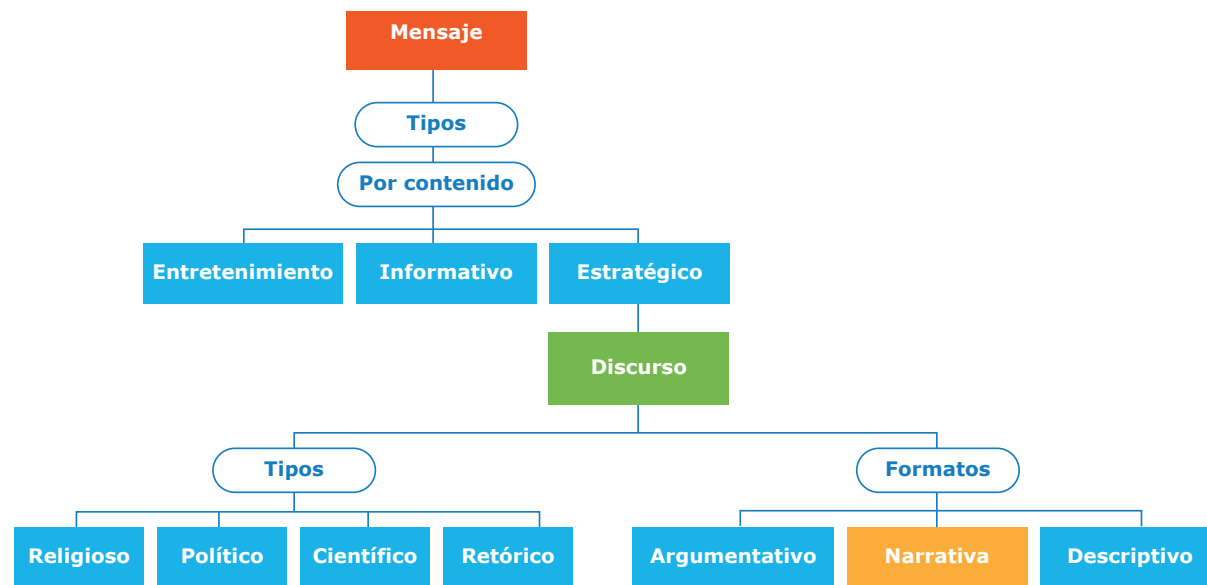 Mensaje
Tipos
Por contenido
Entretenimiento
Informativo
Estratégico
Discurso
Tipos
Formatos
Religioso
Político
Científico
Retórico
Argumentativo
Narrativa
Descriptivo